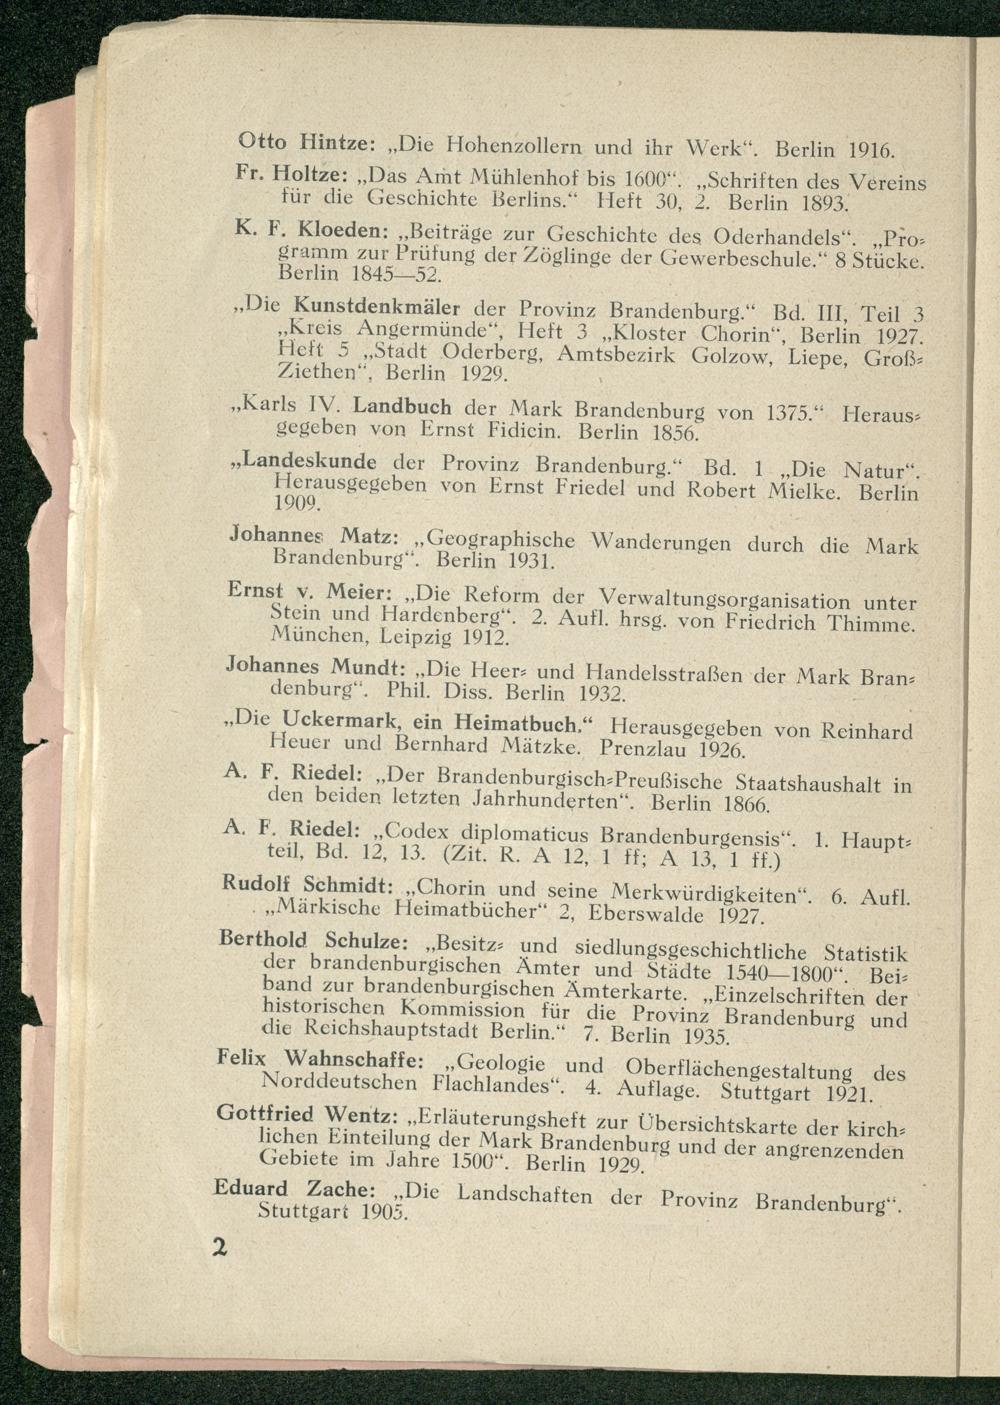 Otto Hintze: „Die Hohenzollern und ihr Werk“. Berlin 1916.
Fr. Holtze: „Das Amt Mühlenhof bis 1600“. „Schriften des Vereins
für die Geschichte Berlins.“ Heft 30, 2. Berlin 1893.
K. F. Kloeden: „Beiträge zur Geschichte des Oderhandels“. „Pro-
gramm zur Prüfung der Zöglinge der Gewerbeschule.“ 8 Stücke.
Berlin 1845—52.
„Die Kunstdenkmäler der Provinz Brandenburg.“ Bd. III, Teil 3
„Kreis Angermünde“, Heft 3 „Kloster Chorin“, Berlin 1927.
Heft 5 „Stadt Oderberg, Amtsbezirk Golzow, Liepe, Groß-
Ziethen“, Berlin 1929.
„Karls IV. Landbuch der Mark Brandenburg von 1375.“ Heraus-
gegeben von Ernst Fidicin. Berlin 1856.
„Landeskunde der Provinz Brandenburg.“ Bd. 1 „Die Natur“.
Herausgegeben von Ernst Friedel und Robert Mielke. Berlin
1909.
Johannes Matz: „Geographische Wanderungen durch die Mark
Brandenburg“. Berlin 1931.
Ernst v. Meier: „Die Reform der Verwaltungsorganisation unter
Stein und Hardenberg“. 2. Aufl. hrsg. von Friedrich Thimme.
München, Leipzig 1912.
Johannes Mundt: „Die Heer- und Handelsstraßen der Mark Bran-
denburg“. Phil. Diss. Berlin 1932.
„Die Uckermark, ein Heimatbuch.“ Herausgegeben von Reinhard
Heuer und Bernhard Mätzke. Prenzlau 1926.
A. F. Riedel: „Der Brandenburgisch-Preußische Staatshaushalt in
den beiden letzten Jahrhunderten“. Berlin 1866.
A. F. Riedel: „Codex diplomaticus Brandenburgensis“. 1. Haupt-
teil, Bd. 12, 13. (Zit. R. A 12, 1 ff; A 13, 1 ff.)
Rudolf Schmidt: „Chorin und seine Merkwürdigkeiten“. 6. Aufl.
„Märkische Heimatbücher“ 2, Eberswalde 1927.
Berthold Schulze: „Besitz- und siedlungsgeschichtliche Statistik
der brandenburgischen Ämter und Städte 1540—1800“. Bei-
band zur brandenburgischen Ämterkarte. „Einzelschriften der
historischen Kommission für die Provinz Brandenburg und
die Reichshauptstadt Berlin.“ 7. Berlin 1935.
Felix Wahnschaffe: „Geologie und Oberflächengestaltung des
Norddeutschen Flachlandes“. 4. Auflage. Stuttgart 1921.
Gottfried Wentz: „Erläuterungsheft zur Übersichtskarte der kirch-
lichen Einteilung der Mark Brandenburg und der angrenzenden
Gebiete im Jahre 1500“. Berlin 1929.
Eduard Zache: „Die Landschaften der Provinz Brandenburg“.
Stuttgart 1905.
2